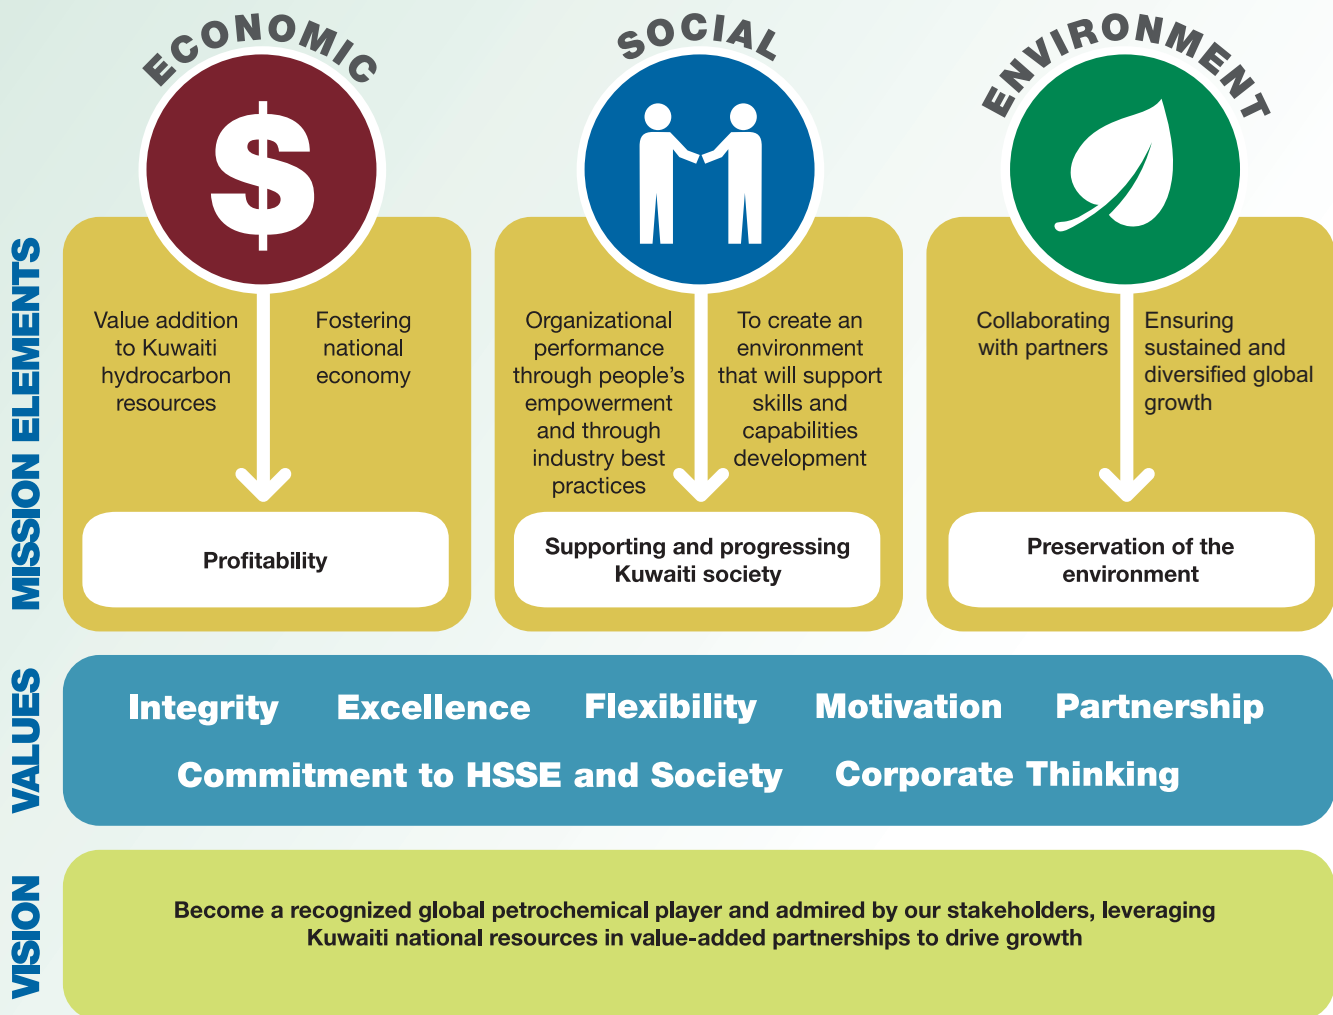 ECONOMIC
SOCIAL
ENVIRONMENT
MISSION ELEMENTS
$
Value addition
to Kuwaiti
hydrocarbon
resources
Fostering
national
economy
Profitability
Organizational
performance
through people's
empowerment
and through
industry best
practices
To create an
environment
that will support
skills and
capabilities
development
Supporting and progressing
Kuwaiti society
Collaborating
with partners
Ensuring
sustained and
diversified global
growth
Preservation of the
environment
VALUES
Integrity Excellence Flexibility Motivation Partnership
Commitment to HSSE and Society Corporate Thinking
VISION
Become a recognized global petrochemical player and admired by our stakeholders, leveraging
Kuwaiti national resources in value-added partnerships to drive growth